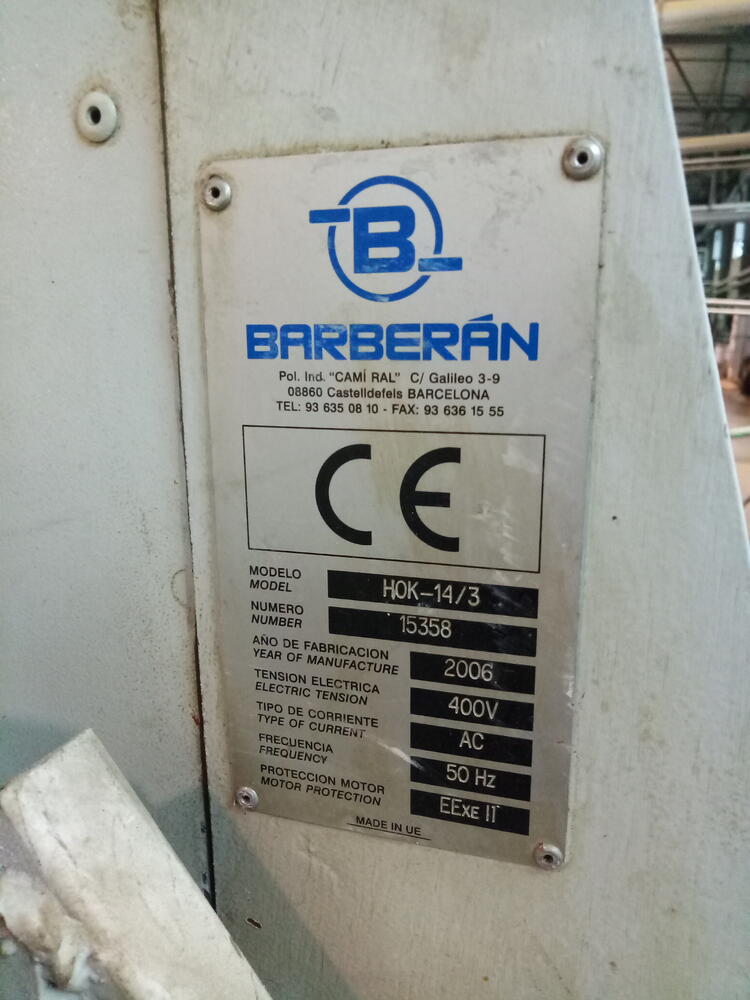 B
BARBERÁN
Pol. Ind. "CAMÍ RAL" C/ Galileo 3-9
08860 Castelldefels BARCELONA
TEL: 93 635 08 10 - FAX: 93 636 15 55
CE
MODELO
MODEL
HOK-14/3
NUMERO
NUMBER
15358
AÑO DE FABRICACION
YEAR OF MANUFACTURE
2006
TENSION ELECTRICA
ELECTRIC TENSION
400V
TIPO DE CORRIENTE
TYPE OF CURRENT
AC
FRECUENCIA
FREQUENCY
50 Hz
PROTECCION MOTOR
MOTOR PROTECTION
EExe II
MADE IN UE